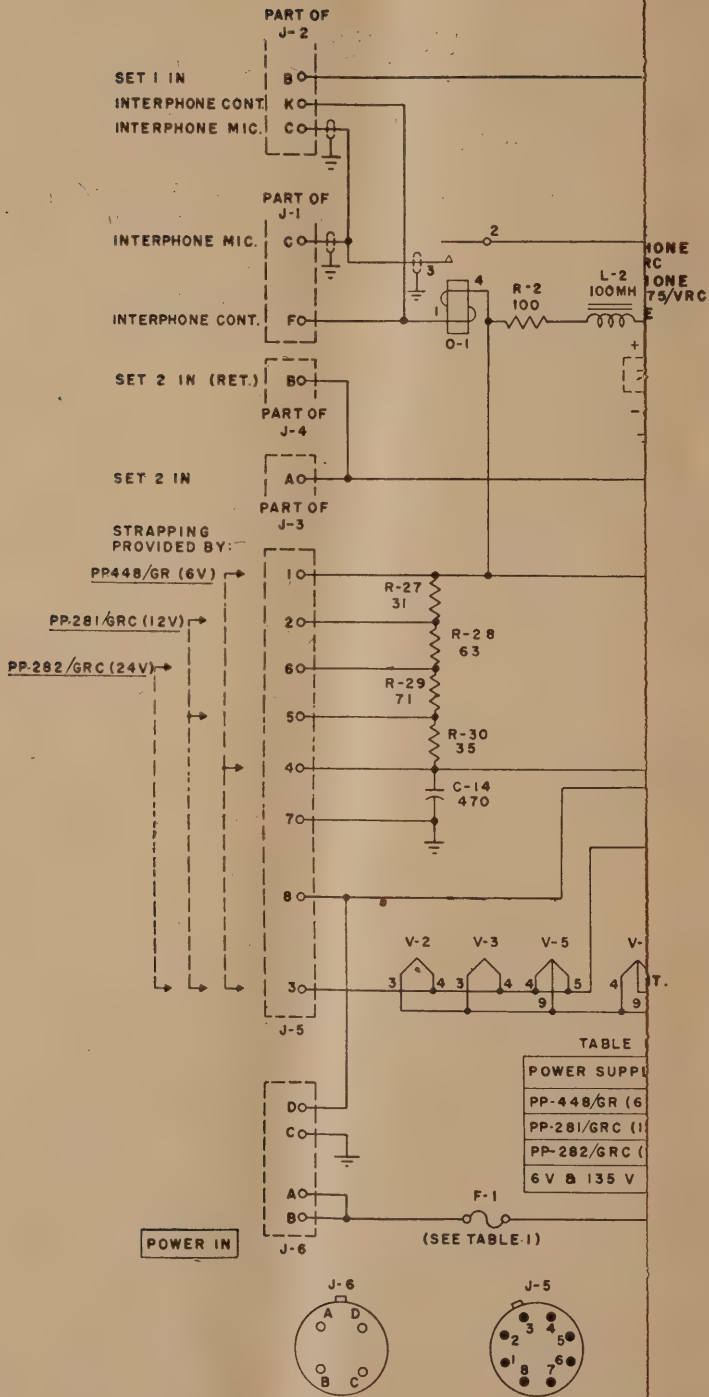 PART OF
J-2
SET 1 IN
B
INTERPHONE CONT.
K
INTERPHONE MIC.
C
PART OF
J-1
INTERPHONE MIC.
C
INTERPHONE CONT.
F
2
3
4
1
O-1
R-2
100
L-2
100MH
IONE
RC
IONE
75/VRC
E
+
-
SET 2 IN (RET.)
B
PART OF
J-4
SET 2 IN
A
PART OF
J-3
STRAPPING
PROVIDED BY:
PP-448/GR (6V)
PP-281/GRC (12V)
PP-282/GRC (24V)
1
2
6
5
4
7
8
3
J-5
R-27
31
R-28
63
R-29
71
R-30
35
C-14
470
V-2
V-3
V-5
V-
3 4 3 4 4 5 4
9 9
T.
TABLE
POWER SUPPL
PP-448/GR (6
PP-281/GRC (1
PP-282/GRC (
6 V & 135 V
D
C
A
B
J-6
POWER IN
F-1
(SEE TABLE 1)
J-6
A D
B C
J-5
3 4
2 5
1 6
8 7